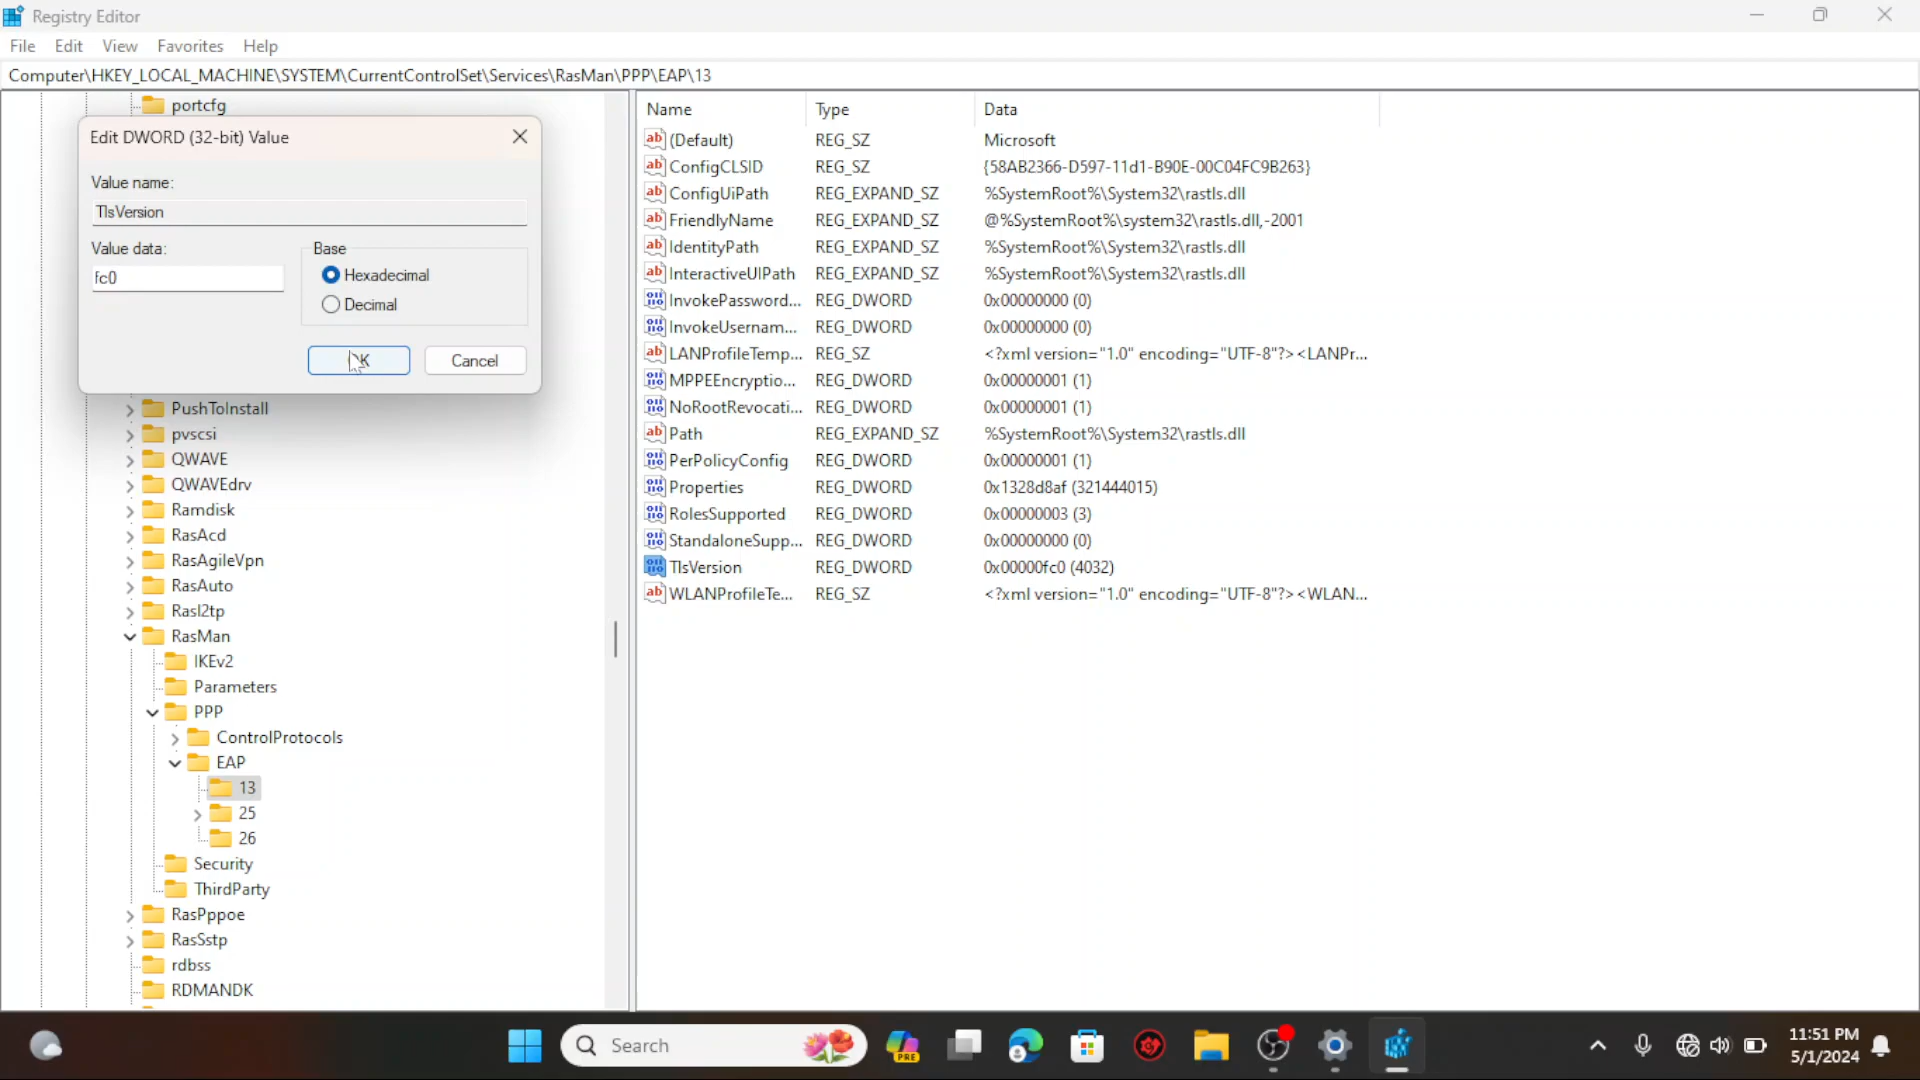 Registry Editor
File Edit View Favorites Help
Computer\HKEY_LOCAL_MACHINE\SYSTEM\CurrentControlSet\Services\RasMan\PPP\EAP\13
portcfg
Edit DWORD (32-bit) Value
Value name:
TlsVersion
Value data:
fc0
Base
Hexadecimal
Decimal
Cancel
PushToInstall
pvscsi
QWAVE
QWAVEdrv
Ramdisk
RasAcd
RasAgileVpn
RasAuto
Rasl2tp
RasMan
IKEv2
Parameters
PPP
ControlProtocols
EAP
13
25
26
Security
ThirdParty
RasPppoe
RasSstp
rdbss
RDMANDK
Name Type Data
(Default) REG_SZ Microsoft
ConfigCLSID REG_SZ {58AB2366-D597-11d1-B90E-00C04FC9B263}
ConfigUiPath REG_EXPAND_SZ %SystemRoot%\System32\rastls.dll
FriendlyName REG_EXPAND_SZ @%SystemRoot%\system32\rastls.dll,-2001
IdentityPath REG_EXPAND_SZ %SystemRoot%\System32\rastls.dll
InteractiveUIPath REG_EXPAND_SZ %SystemRoot%\System32\rastls.dll
InvokePassword... REG_DWORD 0x00000000 (0)
InvokeUsernam... REG_DWORD 0x00000000 (0)
LANProfileTemp... REG_SZ <?xml version="1.0" encoding="UTF-8"?><LANPr...
MPPEEncryptio... REG_DWORD 0x00000001 (1)
NoRootRevocati... REG_DWORD 0x00000001 (1)
Path REG_EXPAND_SZ %SystemRoot%\System32\rastls.dll
PerPolicyConfig REG_DWORD 0x00000001 (1)
Properties REG_DWORD 0x1328d8af (321444015)
RolesSupported REG_DWORD 0x00000003 (3)
StandaloneSupp... REG_DWORD 0x00000000 (0)
TlsVersion REG_DWORD 0x00000fc0 (4032)
WLANProfileTe... REG_SZ <?xml version="1.0" encoding="UTF-8"?><WLAN...
Search
PRE
11:51 PM
5/1/2024